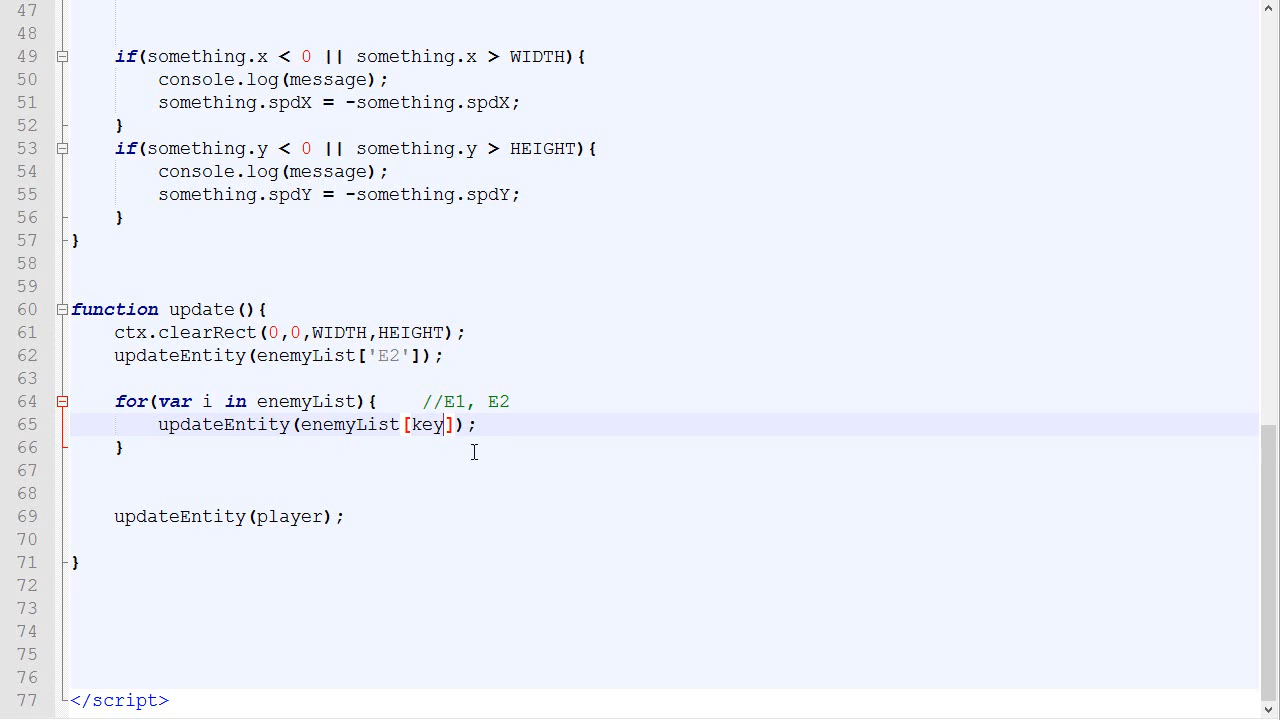 47
48
49 if(something.x < 0 || something.x > WIDTH){
50 console.log(message);
51 something.spdX = -something.spdX;
52 }
53 if(something.y < 0 || something.y > HEIGHT){
54 console.log(message);
55 something.spdY = -something.spdY;
56 }
57 }
58
59
60 function update(){
61 ctx.clearRect(0,0,WIDTH,HEIGHT);
62 updateEntity(enemyList['E2']);
63
64 for(var i in enemyList){ //E1, E2
65 updateEntity(enemyList[key]);
66 }
67
68
69 updateEntity(player);
70
71 }
72
73
74
75
76
77 </script>